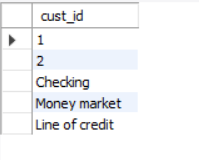 cust_id
1
2
Checking
Money market
Line of credit